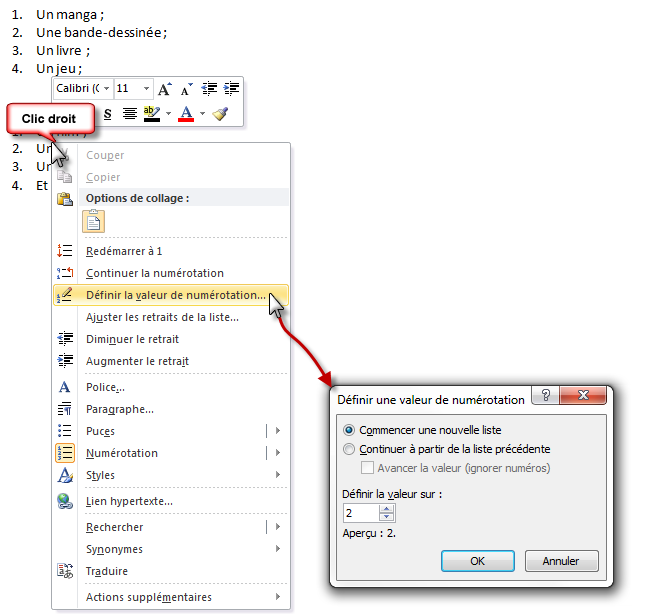 1. Un manga ;
2. Une bande-dessinée ;
3. Un livre ;
4. Un jeu ;
Calibri (C 11 A A
S ab A
Clic droit
1.
2. Un
3. Un
4. Et
Couper
Copier
Options de collage :
Redémarrer à 1
Continuer la numérotation
Définir la valeur de numérotation...
Ajuster les retraits de la liste...
Diminuer le retrait
Augmenter le retrait
Police...
Paragraphe...
Puces
Numérotation
Styles
Lien hypertexte...
Rechercher
Synonymes
Traduire
Actions supplémentaires
Définir une valeur de numérotation
Commencer une nouvelle liste
Continuer à partir de la liste précédente
Avancer la valeur (ignorer numéros)
Définir la valeur sur :
2
Aperçu : 2.
OK Annuler